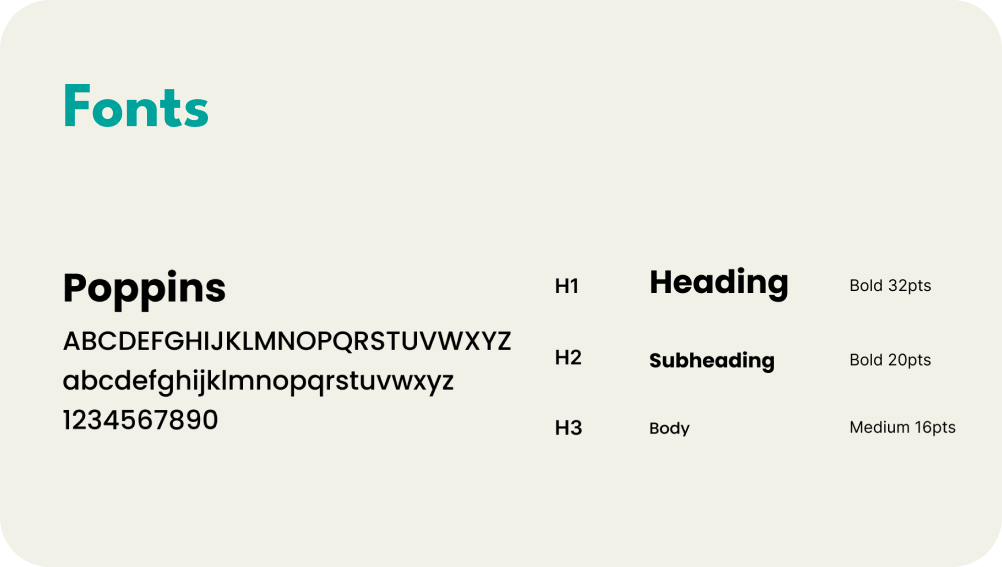 Fonts
Poppins
ABCDEFGHIJKLMNOPQRSTUVWXYZ
abcdefghijklmnopqrstuvwxyz
1234567890
H1 Heading Bold 32pts
H2 Subheading Bold 20pts
H3 Body Medium 16pts